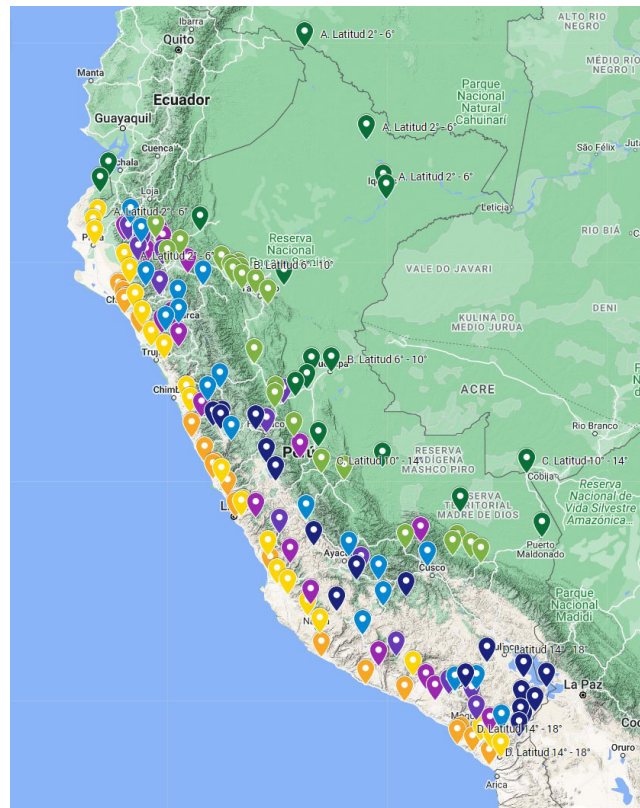 Ibarra
Quito
ALTO RIO
NEGRO
A. Latitud 2° - 6°
MÉDIO RIO
NEGRO I
Manta
Parque
Nacional
Natural
Cahuinarí
Ecuador
Guayaquil
A. Latitud 2° - 6°
Cuenca
São Félix
Loja
A. Latitud 2° - 6°
Leticia
A. Latitud 2° - 6°
RIO BIÁ
Reserva
Nacional
A. Latitud 2° - 6°
B. Latitud 6° - 10°
VALE DO JAVARI
DENI
KULINA DO
MEDIO JURUA
B. Latitud 6° - 10°
ACRE
Rio Branco
Perú
C. Latitud 10° - 14°
RESERVA
INDÍGENA
MASHCO PIRO
C. Latitud 10° - 14°
Cobija
RESERVA
TERRITORIAL
MADRE DE DIOS
Reserva
Nacional de
Vida Silvestre
Amazónica...
Puerto
Maldonado
Cusco
Parque
Nacional
Madidi
D. Latitud 14° - 18°
La Paz
D. Latitud 14° - 18°
D. Latitud 14° - 18°
Oruro
Arica